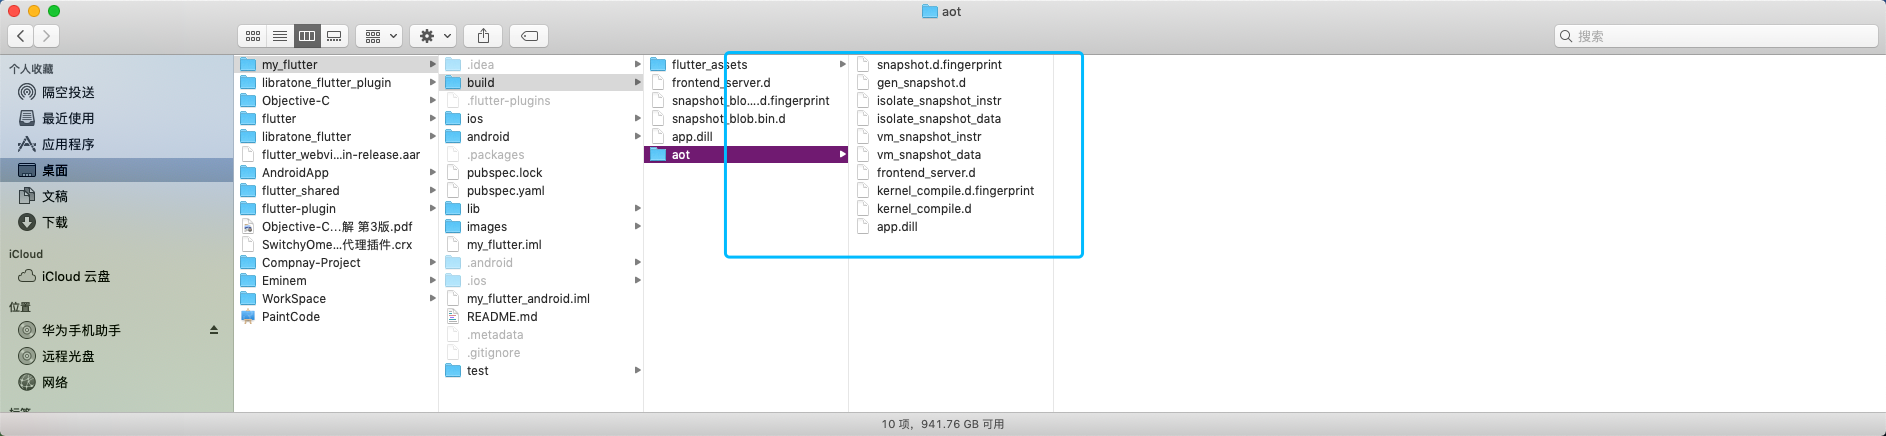 aot
搜索
个人收藏
隔空投送
最近使用
应用程序
桌面
文稿
下载
iCloud
iCloud 云盘
位置
华为手机助手
远程光盘
网络
标签
my_flutter
libratone_flutter_plugin
Objective-C
flutter
libratone_flutter
flutter_webvi...in-release.aar
AndroidApp
flutter_shared
flutter-plugin
Objective-C...解 第3版.pdf
SwitchyOme...代理插件.crx
Compnay-Project
Eminem
WorkSpace
PaintCode
.idea
build
.flutter-plugins
ios
android
.packages
pubspec.lock
pubspec.yaml
lib
images
my_flutter.iml
.android
.ios
my_flutter_android.iml
README.md
.metadata
.gitignore
test
flutter_assets
frontend_server.d
snapshot_blo....d.fingerprint
snapshot_blob.bin.d
app.dill
aot
snapshot.d.fingerprint
gen_snapshot.d
isolate_snapshot_instr
isolate_snapshot_data
vm_snapshot_instr
vm_snapshot_data
frontend_server.d
kernel_compile.d.fingerprint
kernel_compile.d
app.dill
10 项，941.76 GB 可用